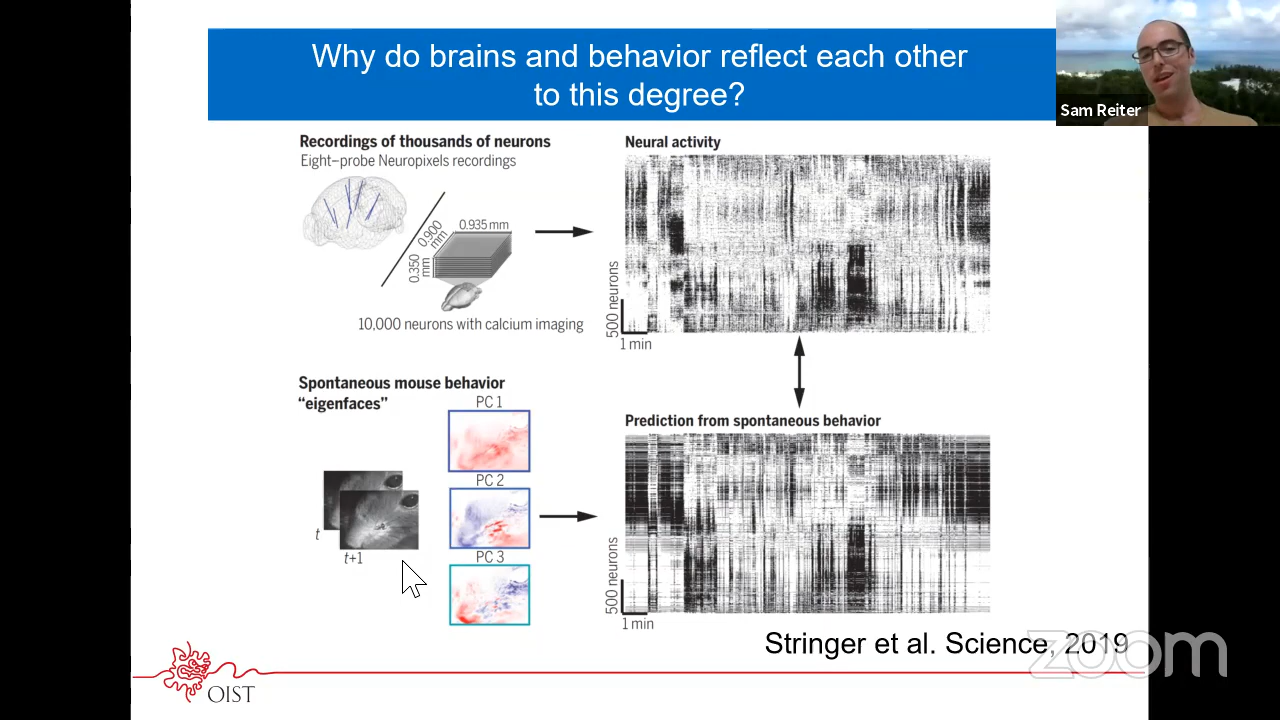 Why do brains and behavior reflect each other
to this degree?
Sam Reiter
Recordings of thousands of neurons
Eight–probe Neuropixels recordings
0.935 mm
0.900
mm
0.350
mm
10,000 neurons with calcium imaging
Neural activity
500 neurons
1 min
Spontaneous mouse behavior
“eigenfaces”
PC 1
PC 2
PC 3
t
t+1
Prediction from spontaneous behavior
500 neurons
1 min
Stringer et al. Science, 2019
zoom
OIST